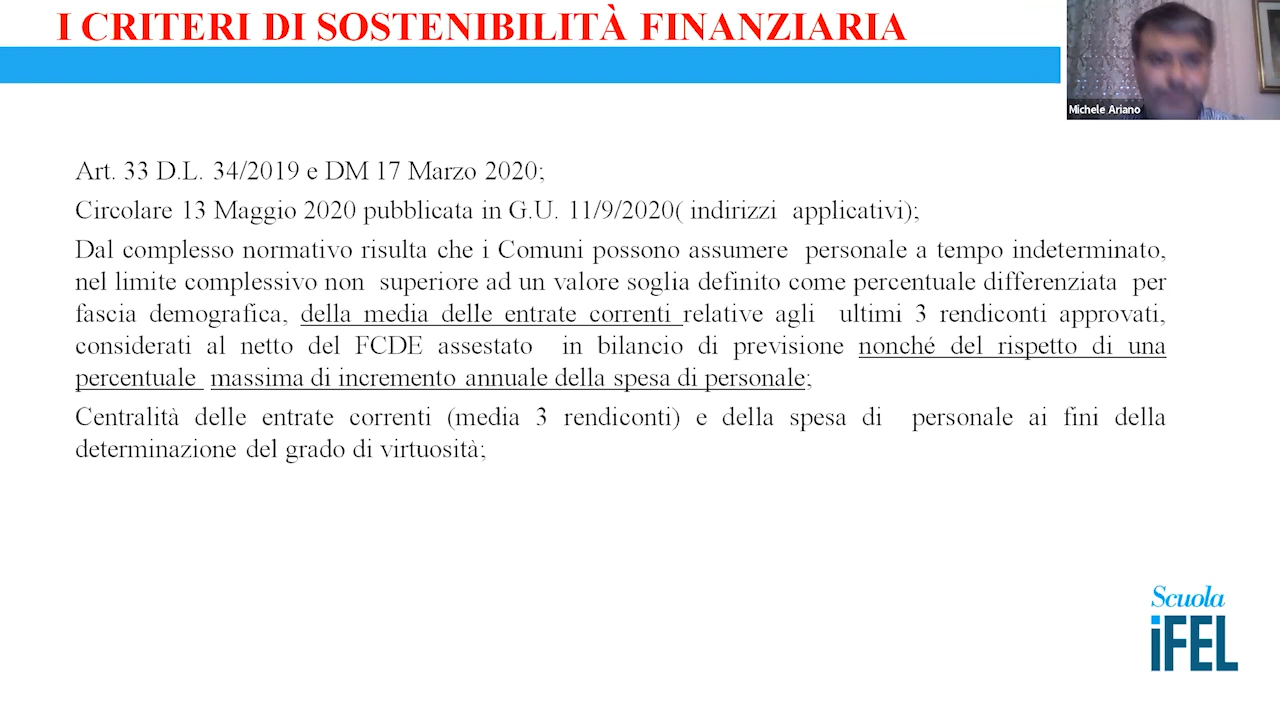 I CRITERI DI SOSTENIBILITÀ FINANZIARIA
Michele Ariano
Art. 33 D.L. 34/2019 e DM 17 Marzo 2020;
Circolare 13 Maggio 2020 pubblicata in G.U. 11/9/2020( indirizzi applicativi);
Dal complesso normativo risulta che i Comuni possono assumere personale a tempo indeterminato,
nel limite complessivo non superiore ad un valore soglia definito come percentuale differenziata per
fascia demografica, della media delle entrate correnti relative agli ultimi 3 rendiconti approvati,
considerati al netto del FCDE assestato in bilancio di previsione nonché del rispetto di una
percentuale massima di incremento annuale della spesa di personale;
Centralità delle entrate correnti (media 3 rendiconti) e della spesa di personale ai fini della
determinazione del grado di virtuosità;
Scuola
iFEL